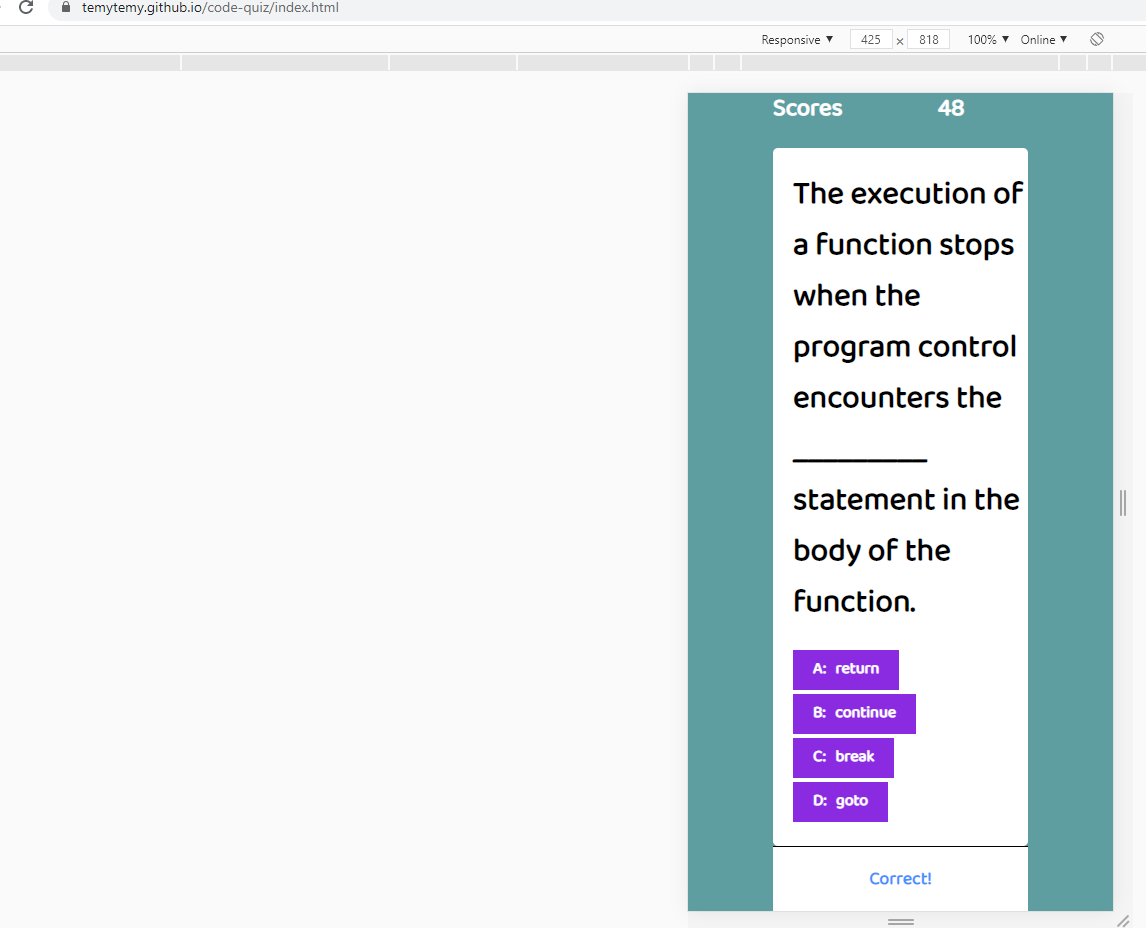 temytemy.github.io/code-quiz/index.html
Responsive ▼ 425 × 818 100% ▼ Online ▼
Scores 48
The execution of
a function stops
when the
program control
encounters the
_________
statement in the
body of the
function.
A: return
B: continue
C: break
D: goto
Correct!